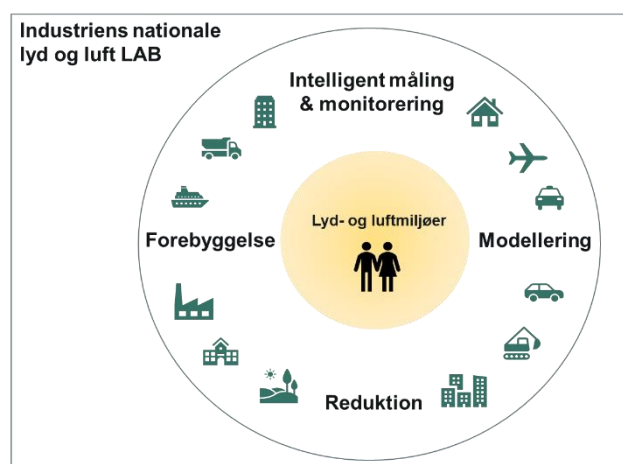 Industriens nationale
lyd og luft LAB
Intelligent måling
& monitorering
Lyd- og luftmiljøer
Forebyggelse
Modellering
Reduktion